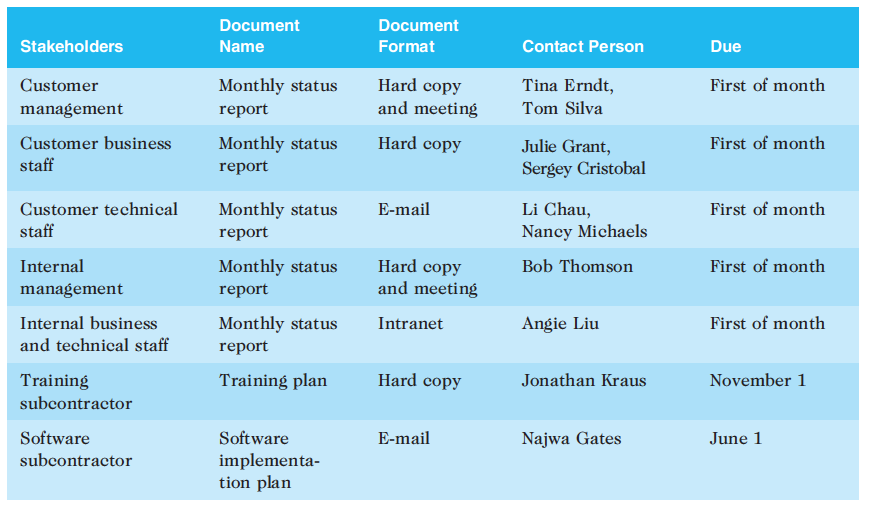 Stakeholders Document Name Document Format Contact Person Due
Customer management Monthly status report Hard copy and meeting Tina Erndt, Tom Silva First of month
Customer business staff Monthly status report Hard copy Julie Grant, Sergey Cristobal First of month
Customer technical staff Monthly status report E-mail Li Chau, Nancy Michaels First of month
Internal management Monthly status report Hard copy and meeting Bob Thomson First of month
Internal business and technical staff Monthly status report Intranet Angie Liu First of month
Training subcontractor Training plan Hard copy Jonathan Kraus November 1
Software subcontractor Software implementa-tion plan E-mail Najwa Gates June 1